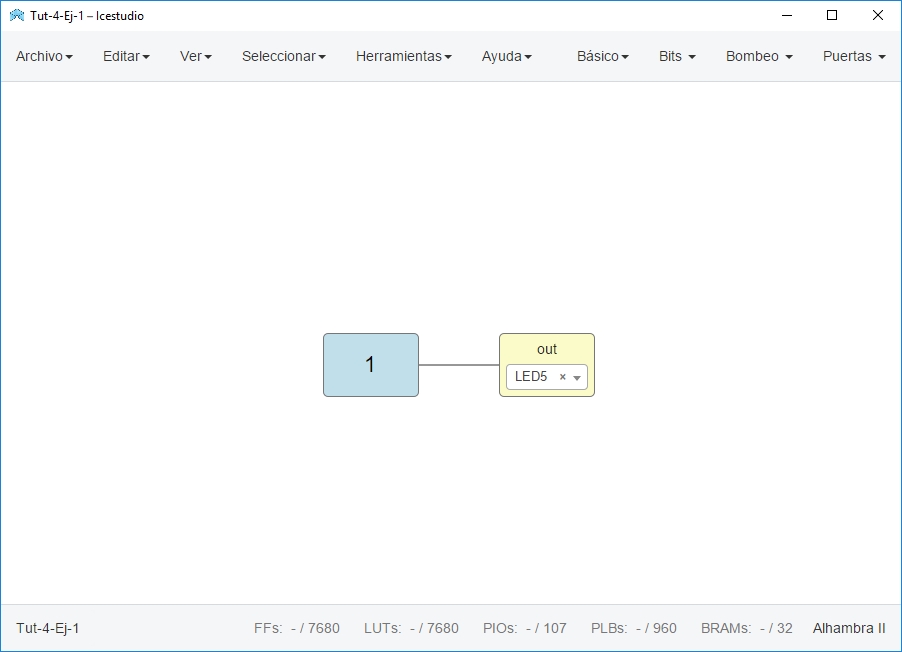 Tut-4-Ej-1 – Icestudio
Archivo Editar Ver Seleccionar Herramientas Ayuda Básico Bits Bombeo Puertas
1
out
LED5 ×
Tut-4-Ej-1 FFs: - / 7680 LUTs: - / 7680 PIOs: - / 107 PLBs: - / 960 BRAMs: - / 32 Alhambra II